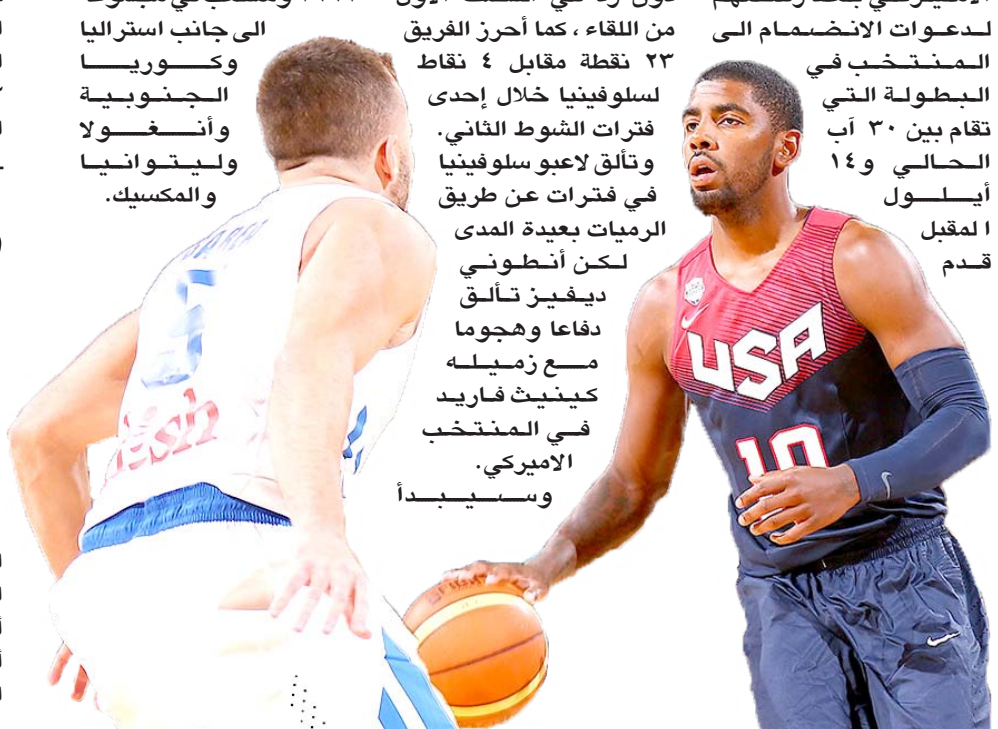 لدعوات الانضمام الى
المنتخب في
البطولة التي
تقام بين ٣٠ آب
الحالي و١٤
أيلول
المقبل
قدم
من اللقاء ، كما أحرز الفريق
٢٣ نقطة مقابل ٤ نقاط
لسلوفينيا خلال إحدى
فترات الشوط الثاني.
وتألق لاعبو سلوفينيا
في فترات عن طريق
الرميات بعيدة المدى
لكن أنطوني
ديفيز تألق
دفاعا وهجوما
مع زميله
كينيث فاريد
في المنتخب
الاميركي.
وسيبدأ
الى جانب استراليا
وكوريا
الجنوبية
وأنغولا
وليتوانيا
والمكسيك.
USA
10
5